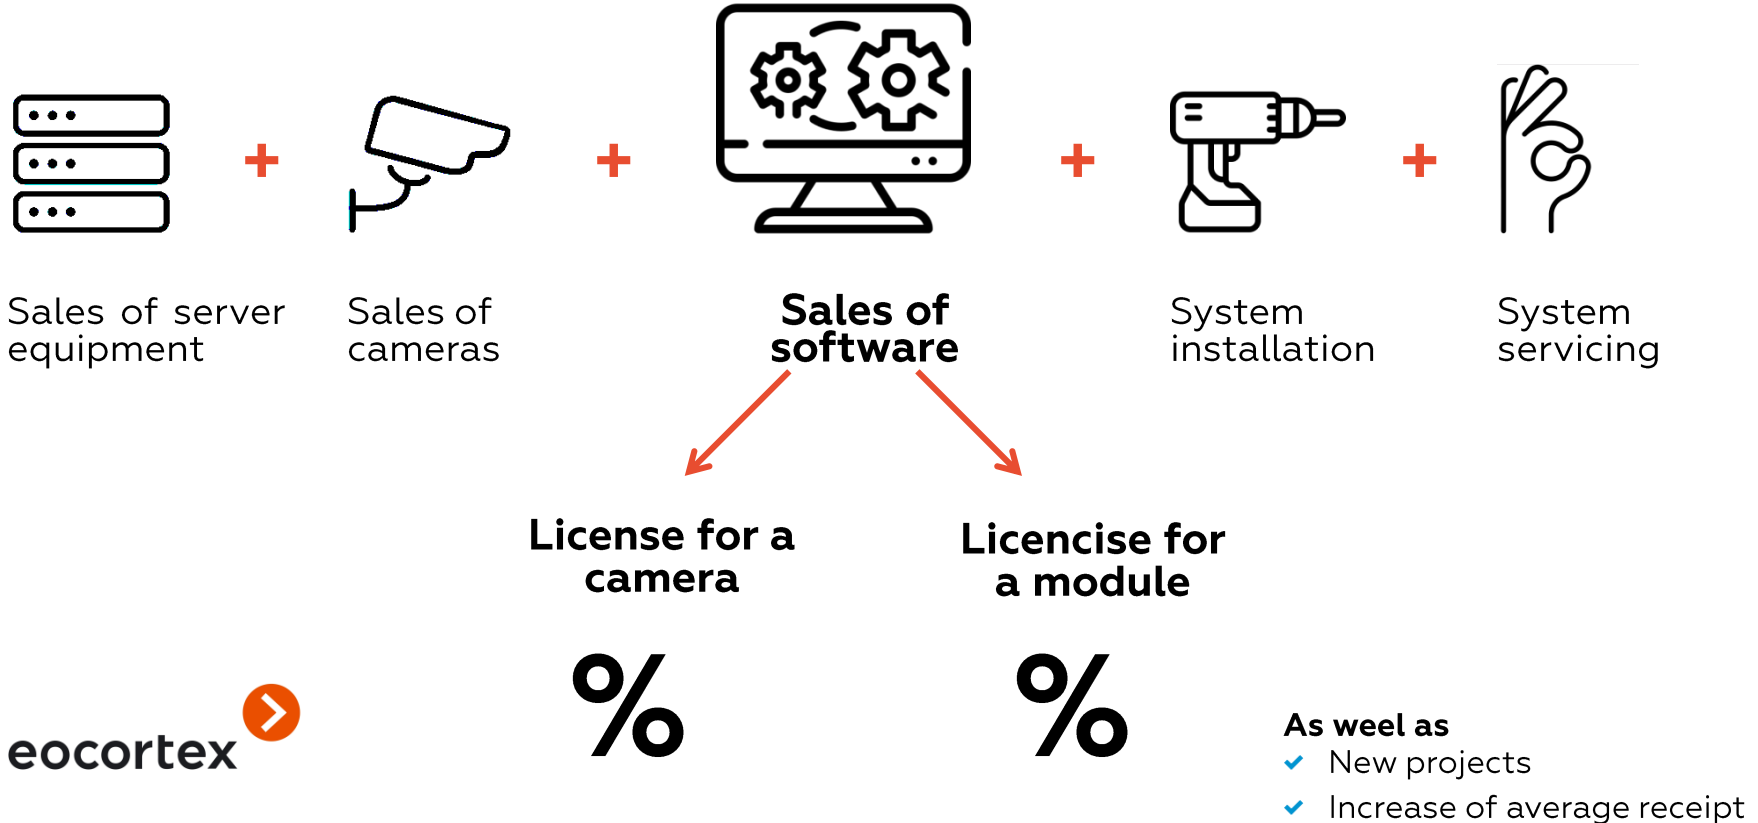 Sales of server
equipment
Sales of
cameras
Sales of
software
System
installation
System
servicing
License for a
camera
Licencise for
a module
%
%
eocortex
As weel as
New projects
Increase of average receipt